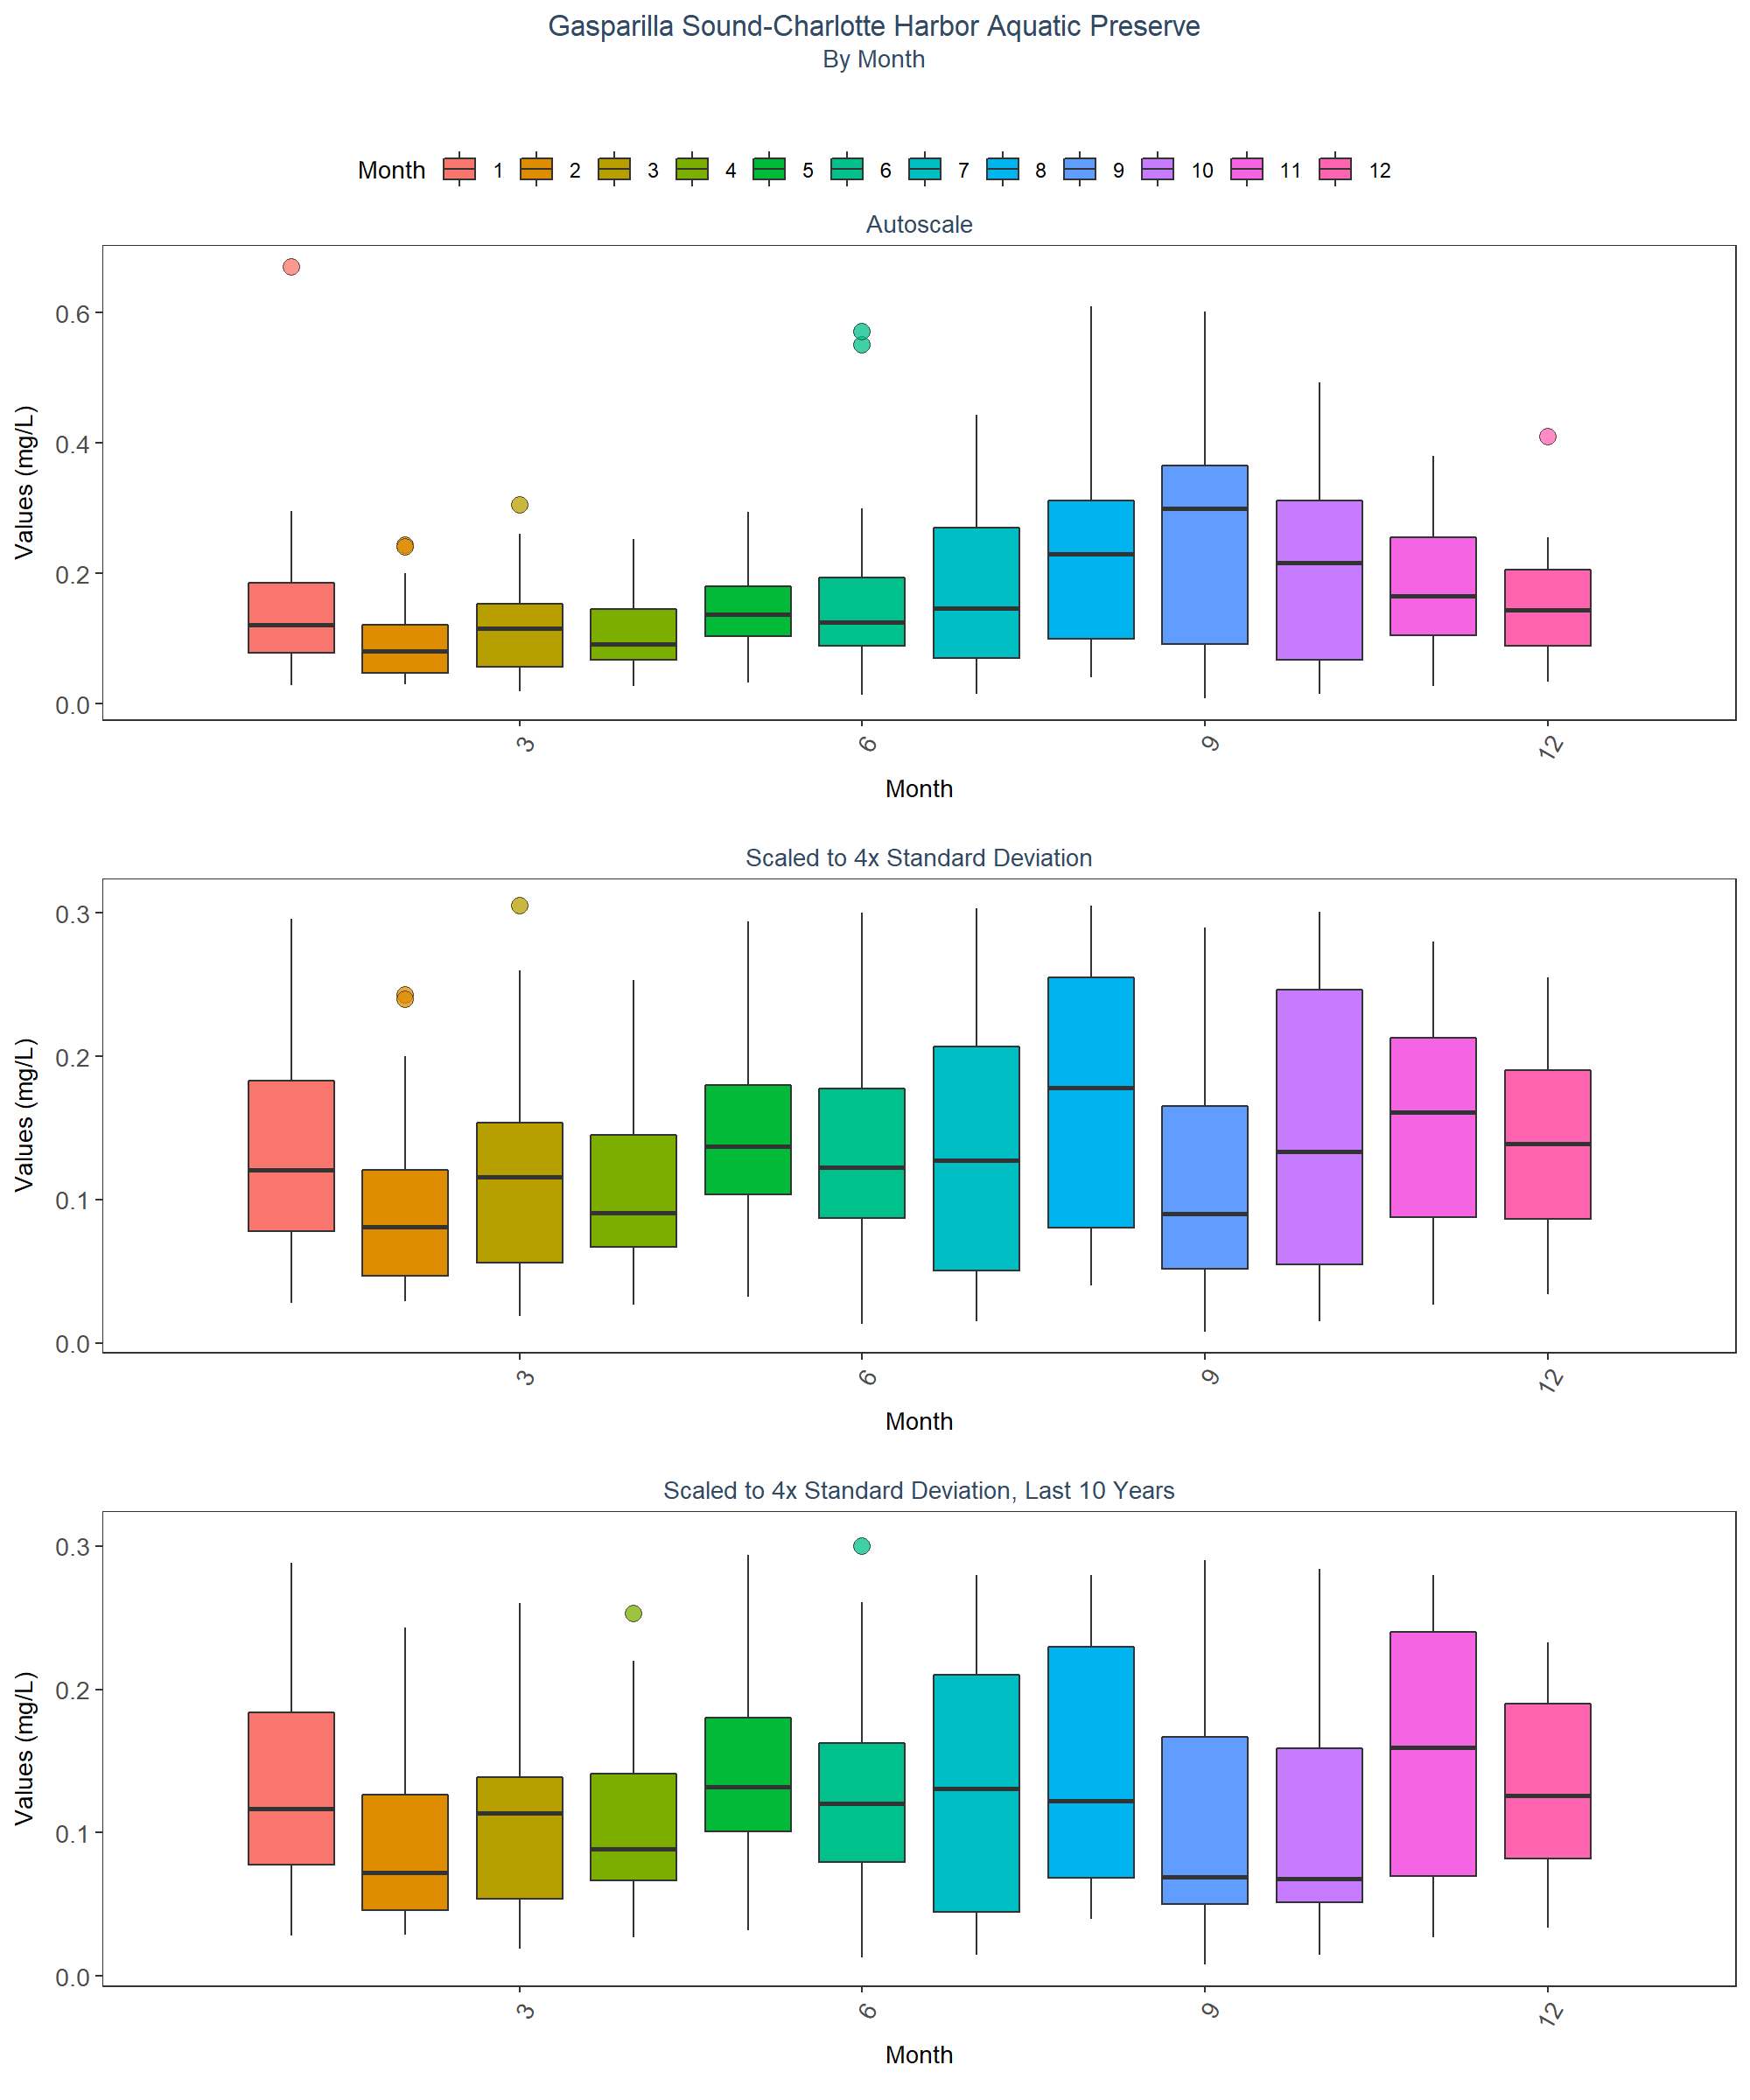 Gasparilla Sound-Charlotte Harbor Aquatic Preserve
By Month
Month 1 2 3 4 5 6 7 8 9 10 11 12
Autoscale
Values (mg/L)
0.6
0.4
0.2
0.0
3 6 9 12
Month
Scaled to 4x Standard Deviation
Values (mg/L)
0.3
0.2
0.1
0.0
3 6 9 12
Month
Scaled to 4x Standard Deviation, Last 10 Years
Values (mg/L)
0.3
0.2
0.1
0.0
3 6 9 12
Month